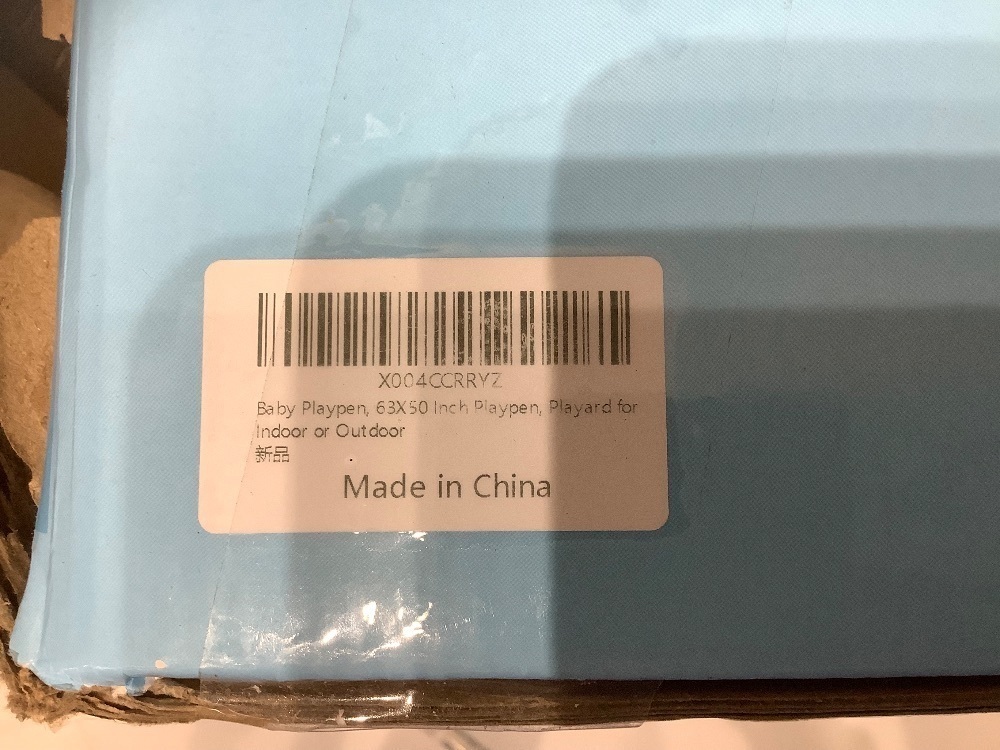 X004CCRRYZ
Baby Playpen, 63X50 Inch Playpen, Playard for
Indoor or Outdoor
新品
Made in China